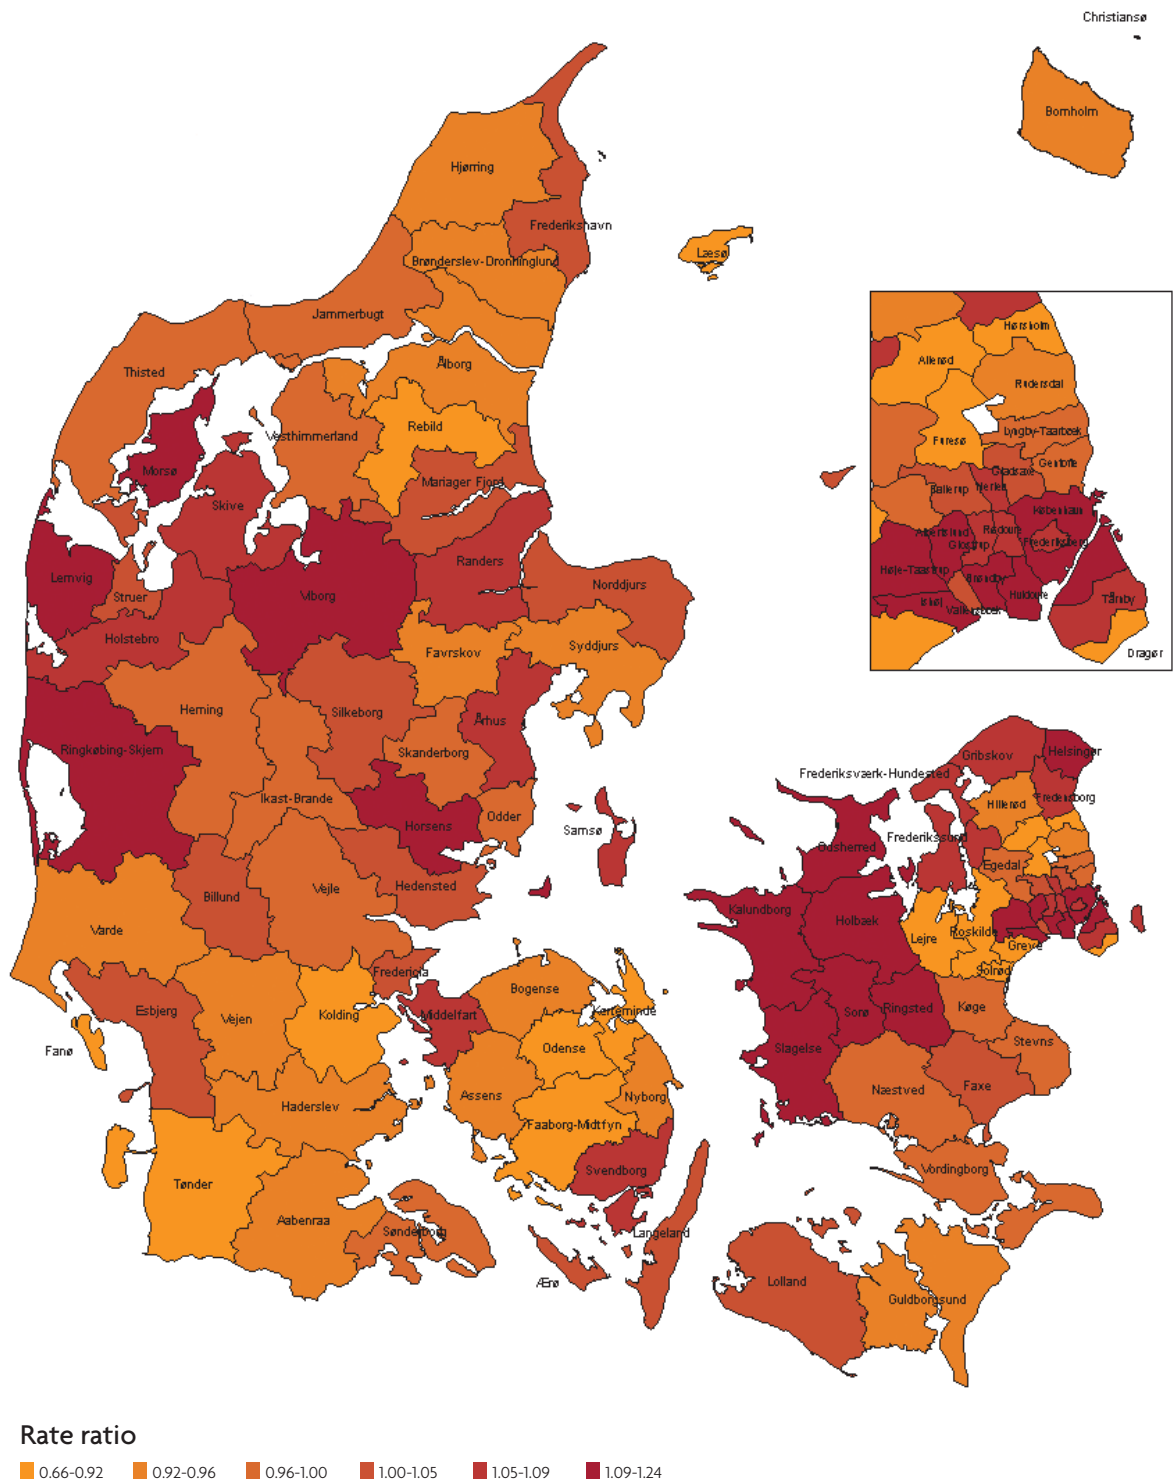 Christiansø
Bornholm
Hjørring
Frederikshavn
Læsø
Brønderslev-Dronninglund
Jammerbugt
Hørsholm
Allerød
Thisted
Ålborg
Rudersdal
Rebild
Vesthimmerland
Lyngby-Taarbæk
Furesø
Morsø
Gentofte
Gladsaxe
Mariager Fjord
Ballerup
Herlev
Skive
København
Albertslund
Rødovre
Glostrup
Frederiksberg
Randers
Høje-Taastrup
Lemvig
Brøndby
Norddjurs
Viborg
Struer
Hvidovre
Ishøj
Vallensbæk
Tårnby
Holstebro
Syddjurs
Favrskov
Dragør
Herning
Silkeborg
Århus
Ringkøbing-Skjern
Skanderborg
Gribskov
Helsingør
Frederiksværk-Hundested
Ikast-Brande
Fredensborg
Hillerød
Odder
Horsens
Samsø
Frederikssund
Odsherred
Egedal
Hedensted
Vejle
Billund
Kalundborg
Holbæk
Varde
Roskilde
Lejre
Greve
Solrød
Fredericia
Bogense
Køge
Esbjerg
Kerteminde
Middelfart
Sorø
Ringsted
Kolding
Vejen
Stevns
Odense
Slagelse
Fanø
Faxe
Næstved
Assens
Nyborg
Haderslev
Faaborg-Midtfyn
Svendborg
Vordingborg
Tønder
Aabenraa
Sønderborg
Langeland
Ærø
Lolland
Guldborgsund
Rate ratio
0.66-0.92 0.92-0.96 0.96-1.00 1.00-1.05 1.05-1.09 1.09-1.24